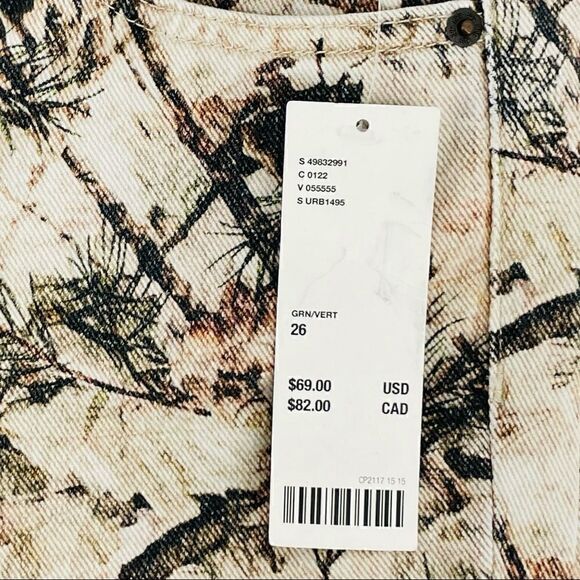 S 49832991
C 0122
V 055555
S URB1495
GRN/VERT
26
$69.00 USD
$82.00 CAD
CP2117 15 15